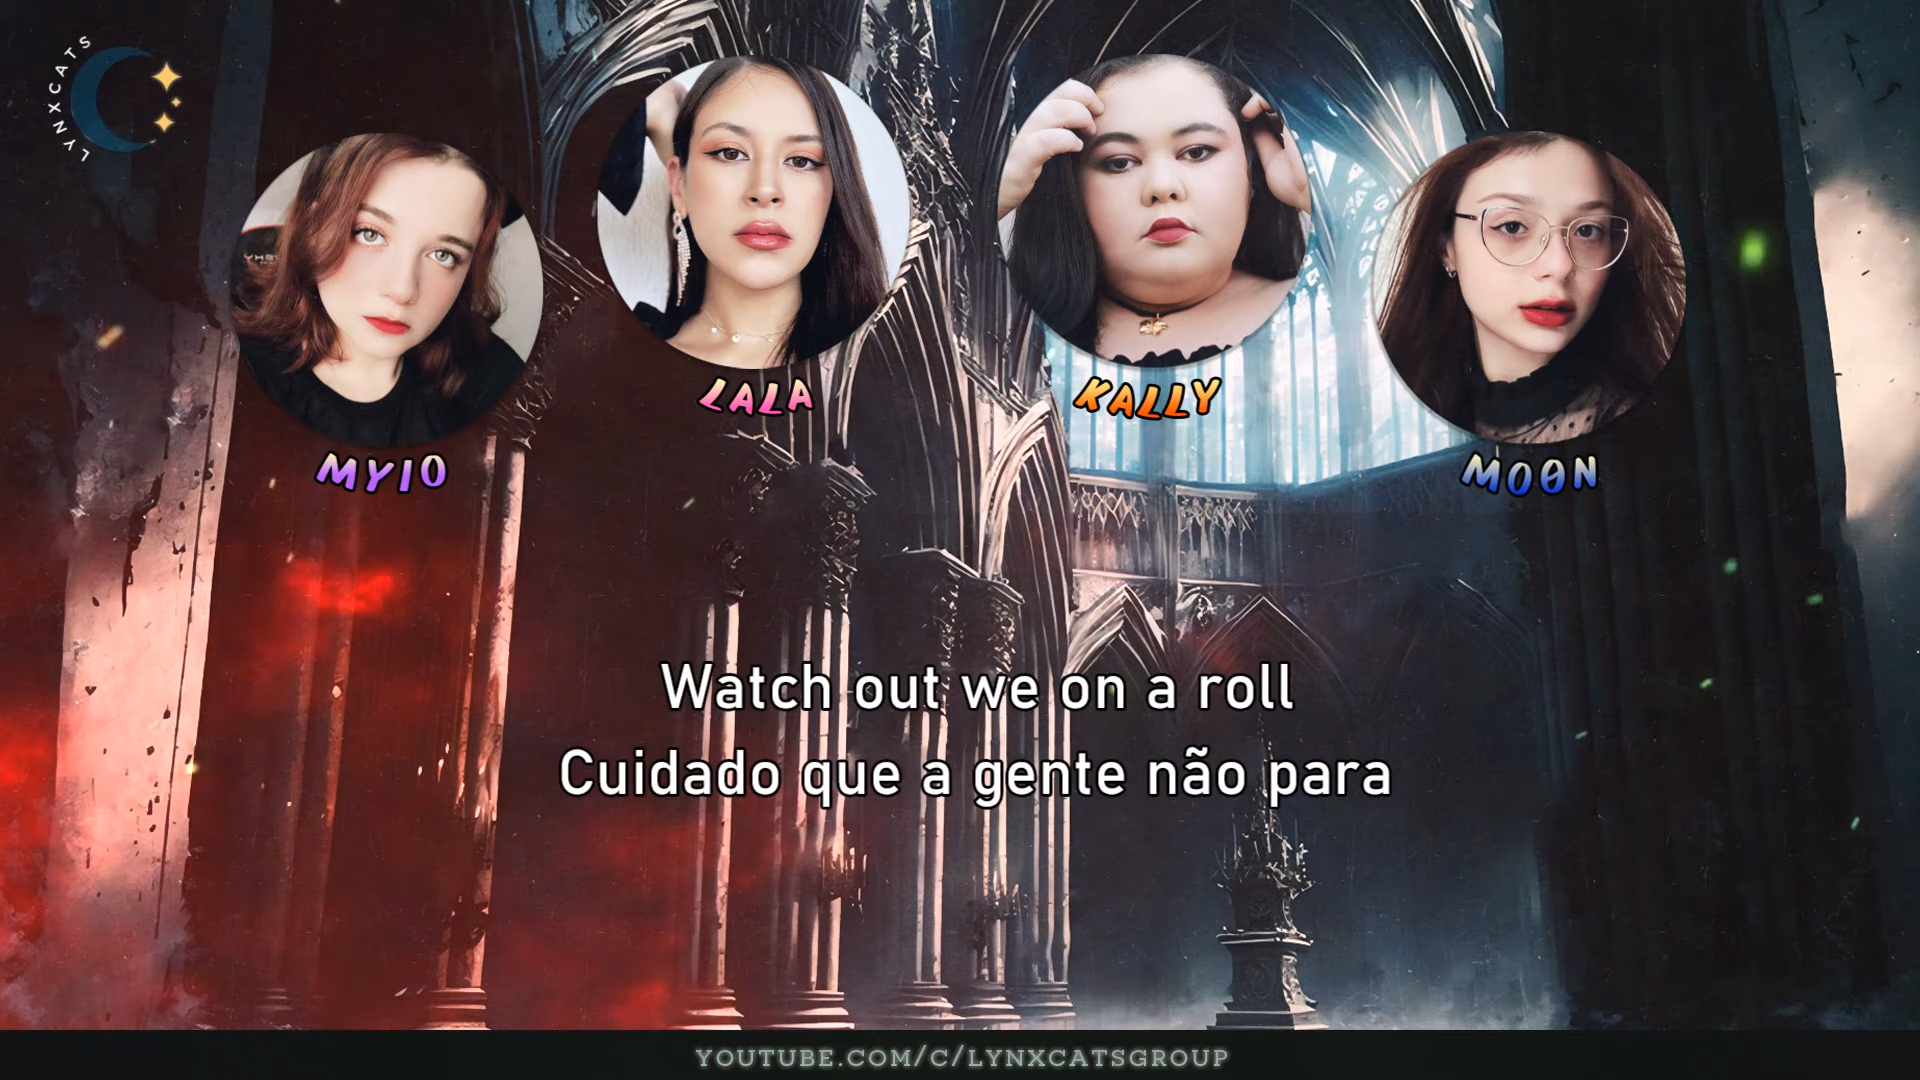 LYNXCATS
LALA
KALLY
MYIO
MOON
Watch out we on a roll
Cuidado que a gente não para
YOUTUBE.COM/C/LYNXCATSGROUP